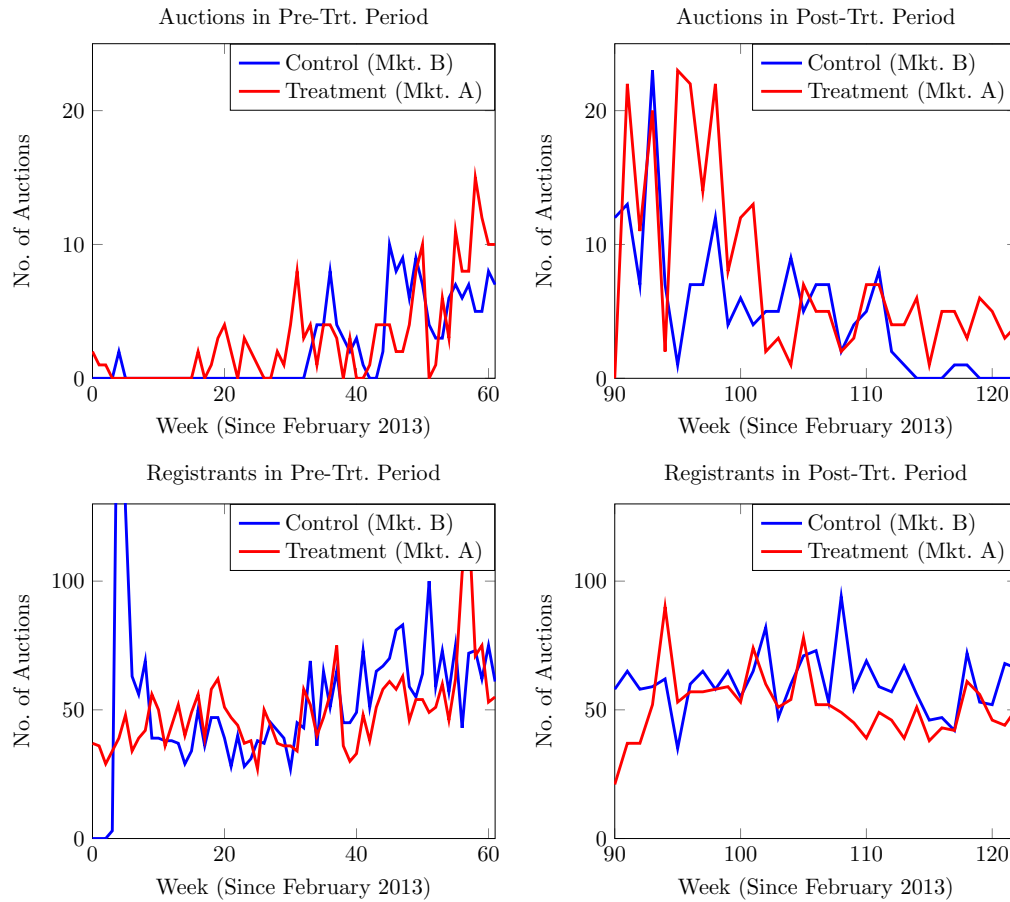 Auctions in Pre-Trt. Period
Control (Mkt. B)
Treatment (Mkt. A)
No. of Auctions
20
10
0
0 20 40 60
Week (Since February 2013)
Auctions in Post-Trt. Period
Control (Mkt. B)
Treatment (Mkt. A)
No. of Auctions
20
10
0
90 100 110 120
Week (Since February 2013)
Registrants in Pre-Trt. Period
Control (Mkt. B)
Treatment (Mkt. A)
No. of Auctions
100
50
0
0 20 40 60
Week (Since February 2013)
Registrants in Post-Trt. Period
Control (Mkt. B)
Treatment (Mkt. A)
No. of Auctions
100
50
0
90 100 110 120
Week (Since February 2013)